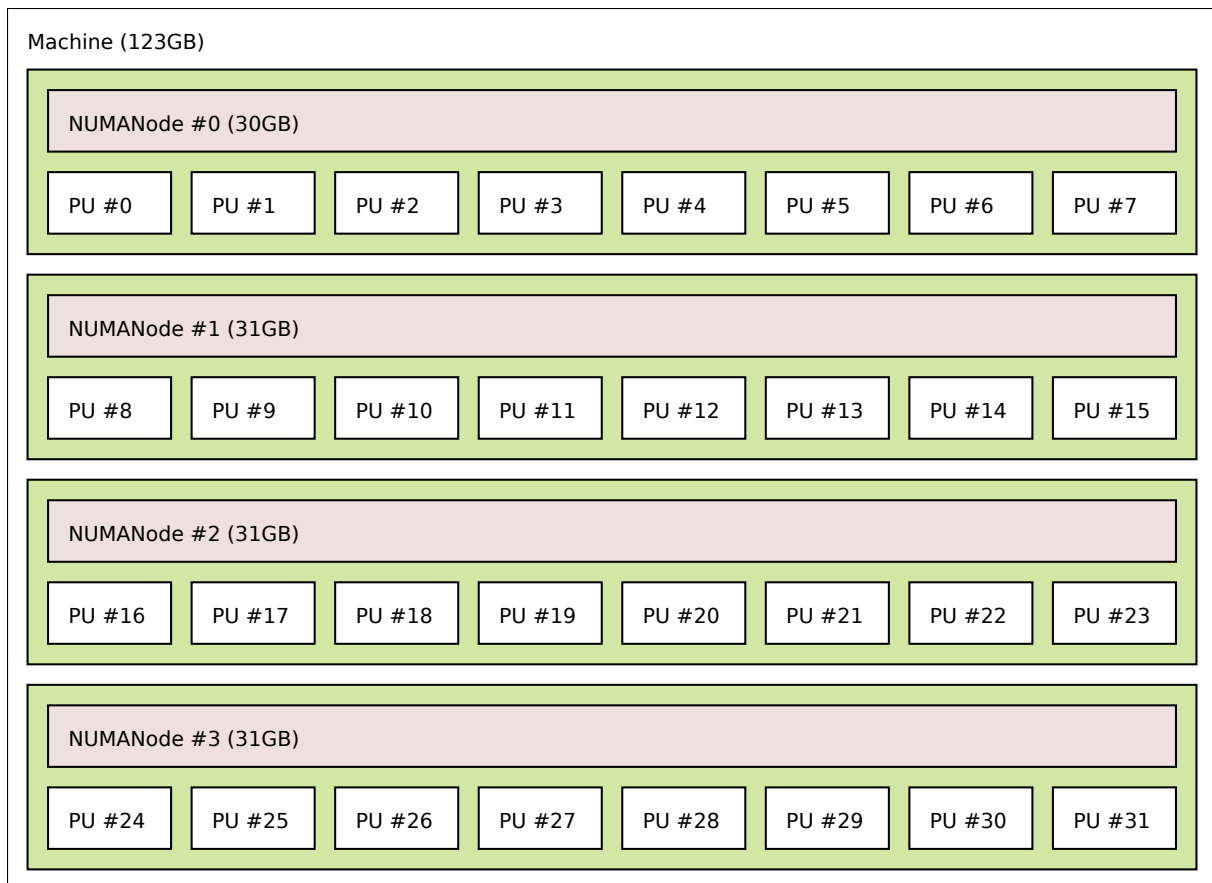 Machine (123GB)
NUMANode #0 (30GB)
PU #0 PU #1 PU #2 PU #3 PU #4 PU #5 PU #6 PU #7
NUMANode #1 (31GB)
PU #8 PU #9 PU #10 PU #11 PU #12 PU #13 PU #14 PU #15
NUMANode #2 (31GB)
PU #16 PU #17 PU #18 PU #19 PU #20 PU #21 PU #22 PU #23
NUMANode #3 (31GB)
PU #24 PU #25 PU #26 PU #27 PU #28 PU #29 PU #30 PU #31